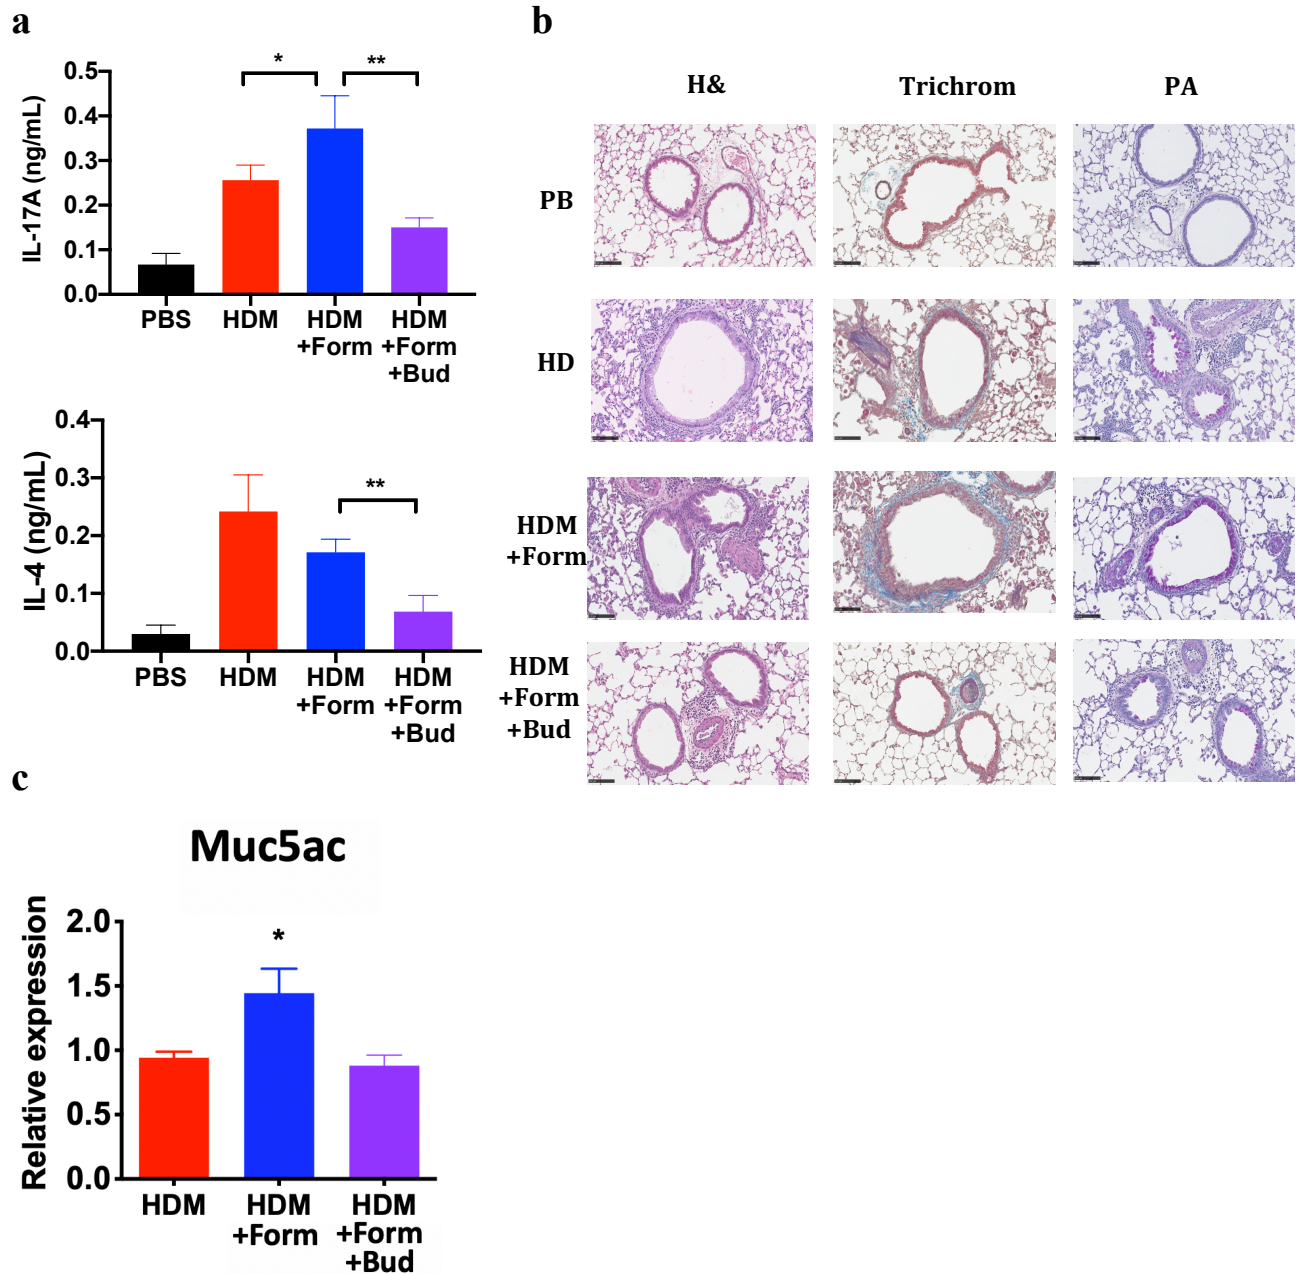 a
IL-17A (ng/mL)
0.5
0.4
0.3
0.2
0.1
0.0
*
**
PBS
HDM
HDM
+Form
HDM
+Form
+Bud
IL-4 (ng/mL)
0.4
0.3
0.2
0.1
0.0
**
PBS
HDM
HDM
+Form
HDM
+Form
+Bud
b
H&
Trichrom
PA
PB
HD
HDM
+Form
HDM
+Form
+Bud
c
Muc5ac
Relative expression
2.0
1.5
1.0
0.5
0.0
*
HDM
HDM
+Form
HDM
+Form
+Bud